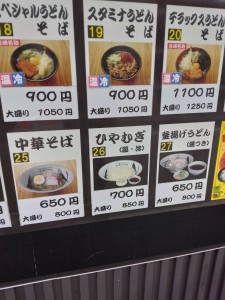 スペシャルうどん
そば
18
温冷
900円
大盛り 1050円
スタミナうどん
そば
19
900円
大盛り 1050円
デラックスうどん
そば
20
温冷
1100円
大盛り 1250円
中華そば
25
650円
大盛り 800円
ひやむぎ
(温・冷)
26
700円
大盛り 850円
釜揚げうどん
27
650円
大盛り 800円